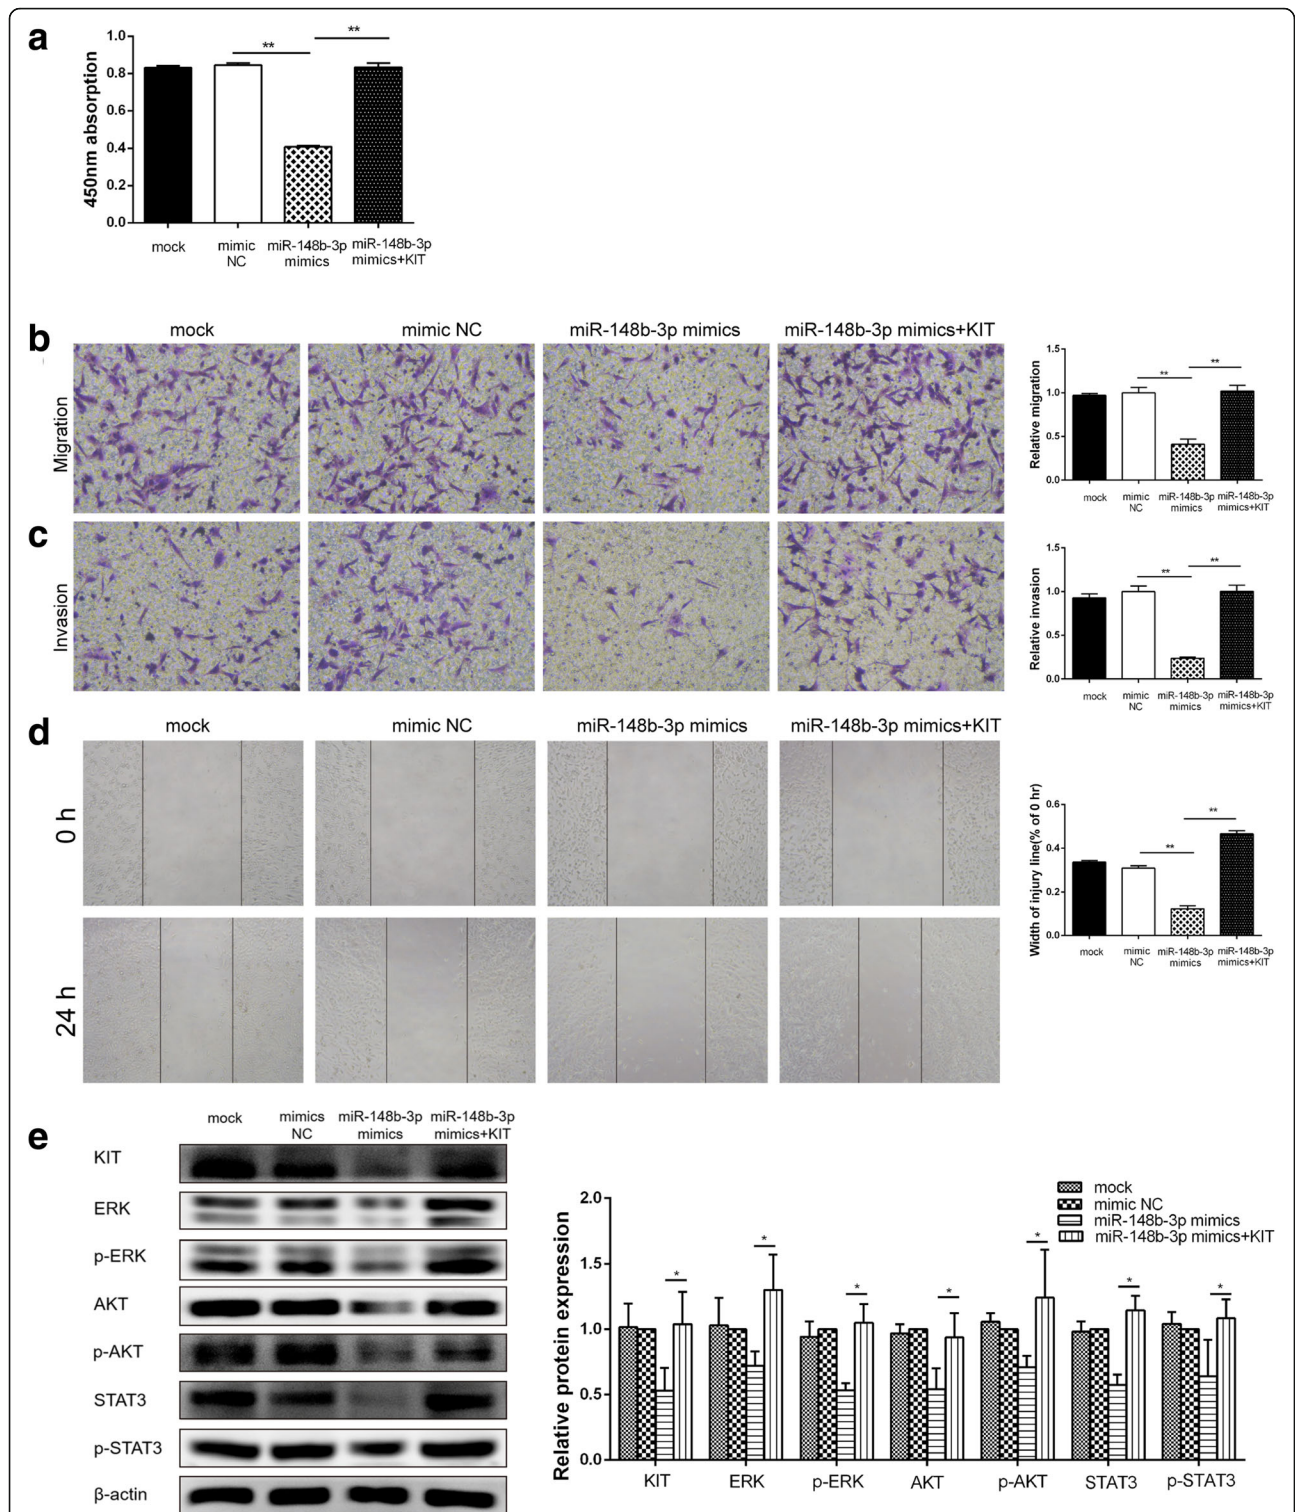 a
450nm absorption
1.0
0.8
0.6
0.4
0.2
0.0
**
**
mock
mimic
NC
miR-148b-3p
mimics
miR-148b-3p
mimics+KIT
b
mock
mimic NC
miR-148b-3p mimics
miR-148b-3p mimics+KIT
Migration
Relative migration
1.5
1.0
0.5
0.0
**
**
mock
mimic
NC
miR-148b-3p
mimics
miR-148b-3p
mimics+KIT
c
Invasion
Relative invasion
1.5
1.0
0.5
0.0
**
**
mock
mimic
NC
miR-148b-3p
mimics
miR-148b-3p
mimics+KIT
d
mock
mimic NC
miR-148b-3p mimics
miR-148b-3p mimics+KIT
0 h
24 h
Width of injury line(% of 0 hr)
0.6
0.4
0.2
0.0
**
**
mock
mimic
NC
miR-148b-3p
mimics
miR-148b-3p
mimics+KIT
e
mock
mimics
NC
miR-148b-3p
mimics
miR-148b-3p
mimics+KIT
KIT
ERK
p-ERK
AKT
p-AKT
STAT3
p-STAT3
β-actin
Relative protein expression
2.0
1.5
1.0
0.5
0.0
mock
mimic NC
miR-148b-3p mimics
miR-148b-3p mimics+KIT
*
*
*
*
*
*
*
KIT
ERK
p-ERK
AKT
p-AKT
STAT3
p-STAT3